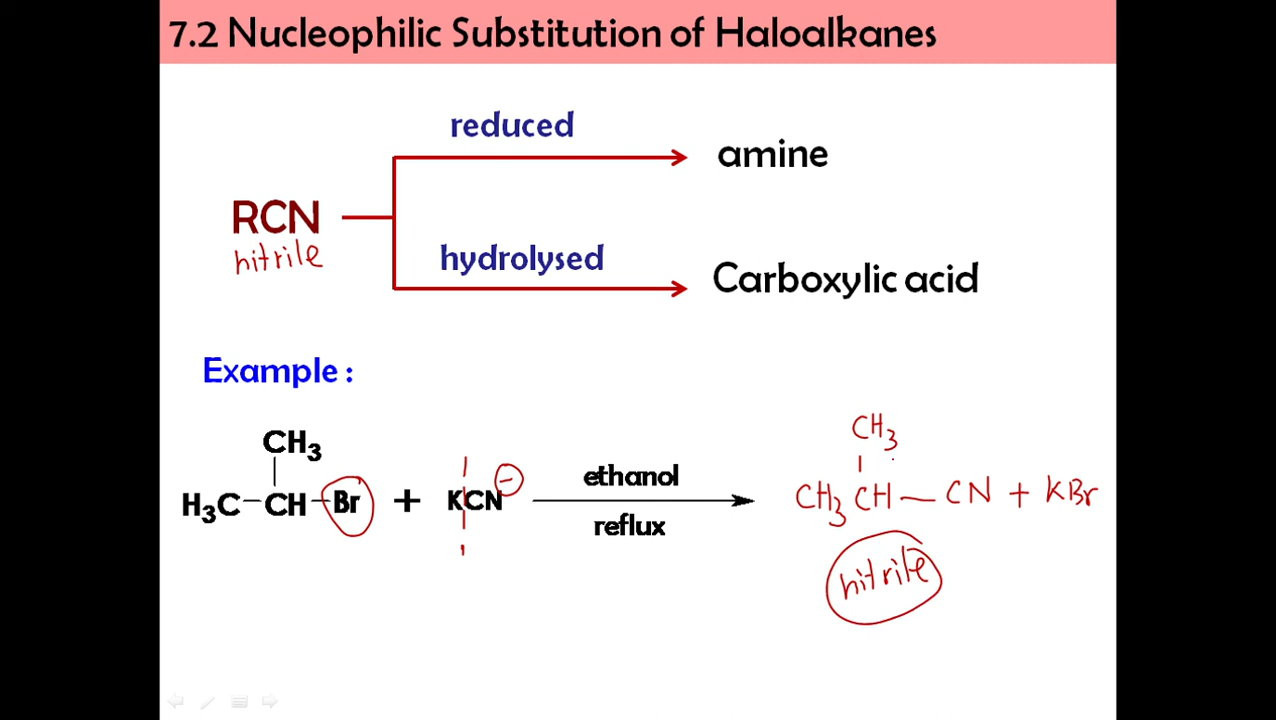 7.2 Nucleophilic Substitution of Haloalkanes
reduced
amine
RCN
nitrile
hydrolysed
Carboxylic acid
Example :
CH3
H3C-CH-Br + KCN-
ethanol
reflux
CH3
CH3 CH-CN + KBr
nitrile